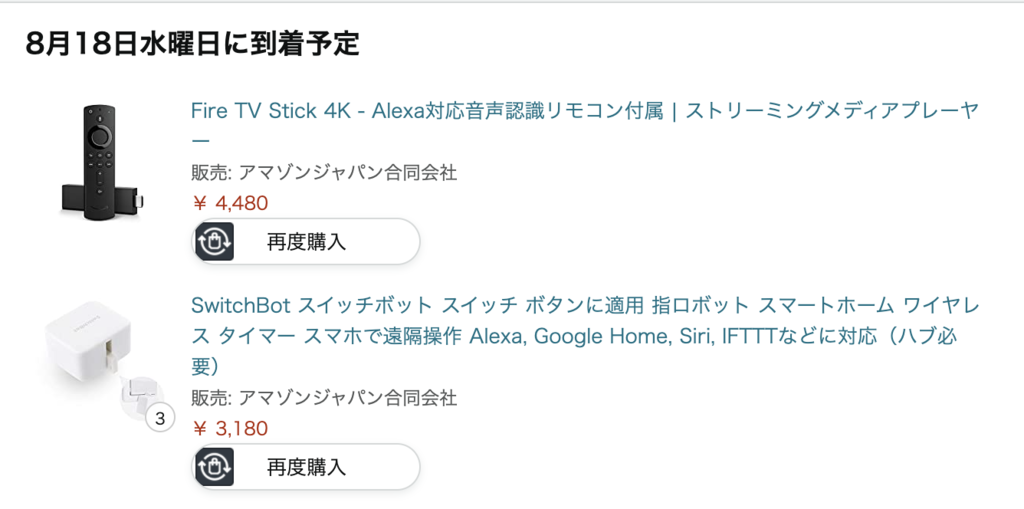 8月18日水曜日に到着予定
Fire TV Stick 4K - Alexa対応音声認識リモコン付属 | ストリーミングメディアプレーヤ
ー
販売: アマゾンジャパン合同会社
¥ 4,480
再度購入
SwitchBot スイッチボット スイッチ ボタンに適用 指ロボット スマートホーム ワイヤレ
ス タイマー スマホで遠隔操作 Alexa, Google Home, Siri, IFTTTなどに対応（ハブ必
要）
3
販売: アマゾンジャパン合同会社
¥ 3,180
再度購入